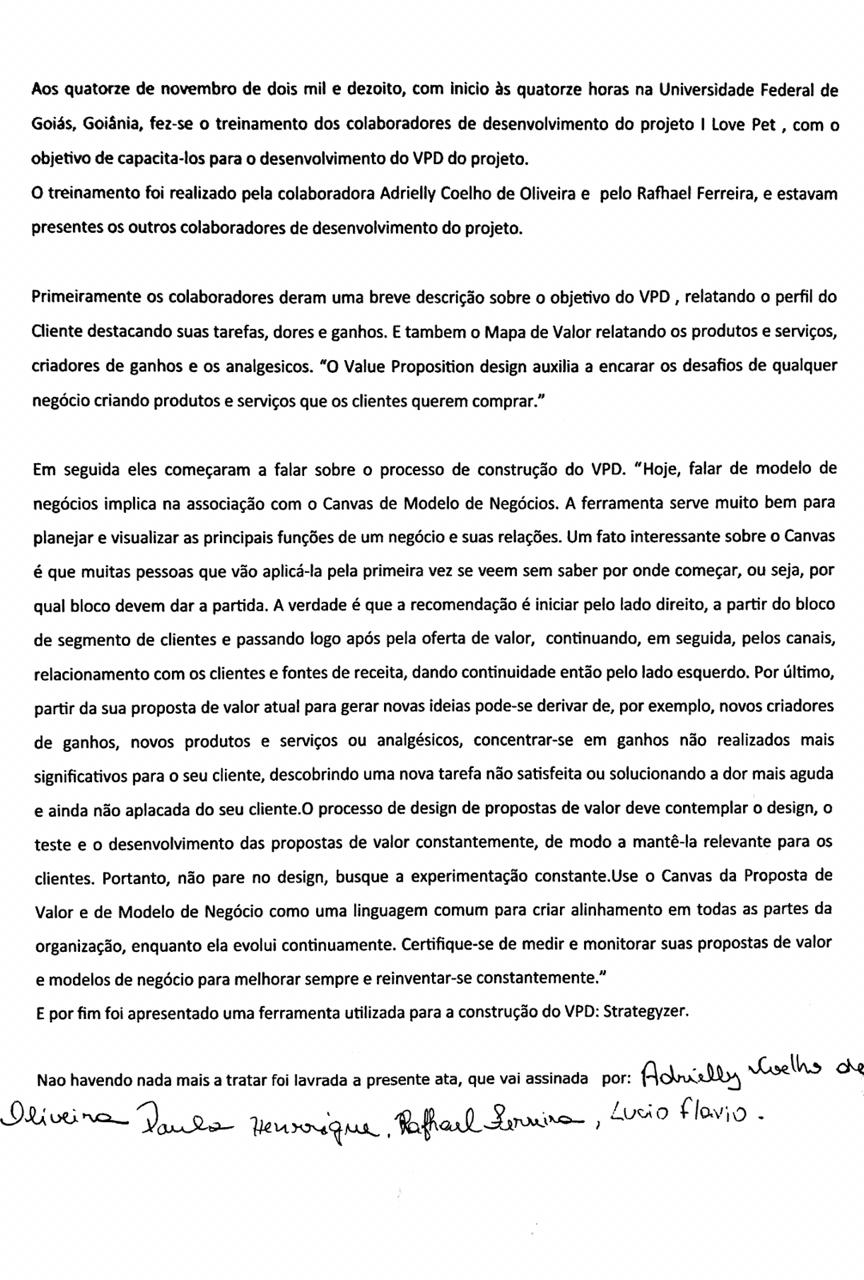 Aos quatorze de novembro de dois mil e dezoito, com inicio às quatorze horas na Universidade Federal de
Goiás, Goiânia, fez-se o treinamento dos colaboradores de desenvolvimento do projeto I Love Pet , com o
objetivo de capacita-los para o desenvolvimento do VPD do projeto.
O treinamento foi realizado pela colaboradora Adrielly Coelho de Oliveira e pelo Rafhael Ferreira, e estavam
presentes os outros colaboradores de desenvolvimento do projeto.
Primeiramente os colaboradores deram uma breve descrição sobre o objetivo do VPD , relatando o perfil do
Cliente destacando suas tarefas, dores e ganhos. E tambem o Mapa de Valor relatando os produtos e serviços,
criadores de ganhos e os analgesicos. “O Value Proposition design auxilia a encarar os desafios de qualquer
negócio criando produtos e serviços que os clientes querem comprar.”
Em seguida eles começaram a falar sobre o processo de construção do VPD. “Hoje, falar de modelo de
negócios implica na associação com o Canvas de Modelo de Negócios. A ferramenta serve muito bem para
planejar e visualizar as principais funções de um negócio e suas relações. Um fato interessante sobre o Canvas
é que muitas pessoas que vão aplicá-la pela primeira vez se veem sem saber por onde começar, ou seja, por
qual bloco devem dar a partida. A verdade é que a recomendação é iniciar pelo lado direito, a partir do bloco
de segmento de clientes e passando logo após pela oferta de valor, continuando, em seguida, pelos canais,
relacionamento com os clientes e fontes de receita, dando continuidade então pelo lado esquerdo. Por último,
partir da sua proposta de valor atual para gerar novas ideias pode-se derivar de, por exemplo, novos criadores
de ganhos, novos produtos e serviços ou analgésicos, concentrar-se em ganhos não realizados mais
significativos para o seu cliente, descobrindo uma nova tarefa não satisfeita ou solucionando a dor mais aguda
e ainda não aplacada do seu cliente.O processo de design de propostas de valor deve contemplar o design, o
teste e o desenvolvimento das propostas de valor constantemente, de modo a mantê-la relevante para os
clientes. Portanto, não pare no design, busque a experimentação constante.Use o Canvas da Proposta de
Valor e de Modelo de Negócio como uma linguagem comum para criar alinhamento em todas as partes da
organização, enquanto ela evolui continuamente. Certifique-se de medir e monitorar suas propostas de valor
e modelos de negócio para melhorar sempre e reinventar-se constantemente.”
E por fim foi apresentado uma ferramenta utilizada para a construção do VPD: Strategyzer.
Nao havendo nada mais a tratar foi lavrada a presente ata, que vai assinada por: Adrielly Coelho de
Oliveira Paulo Henrrique, Rafhael Ferreira, Lucio Flavio.